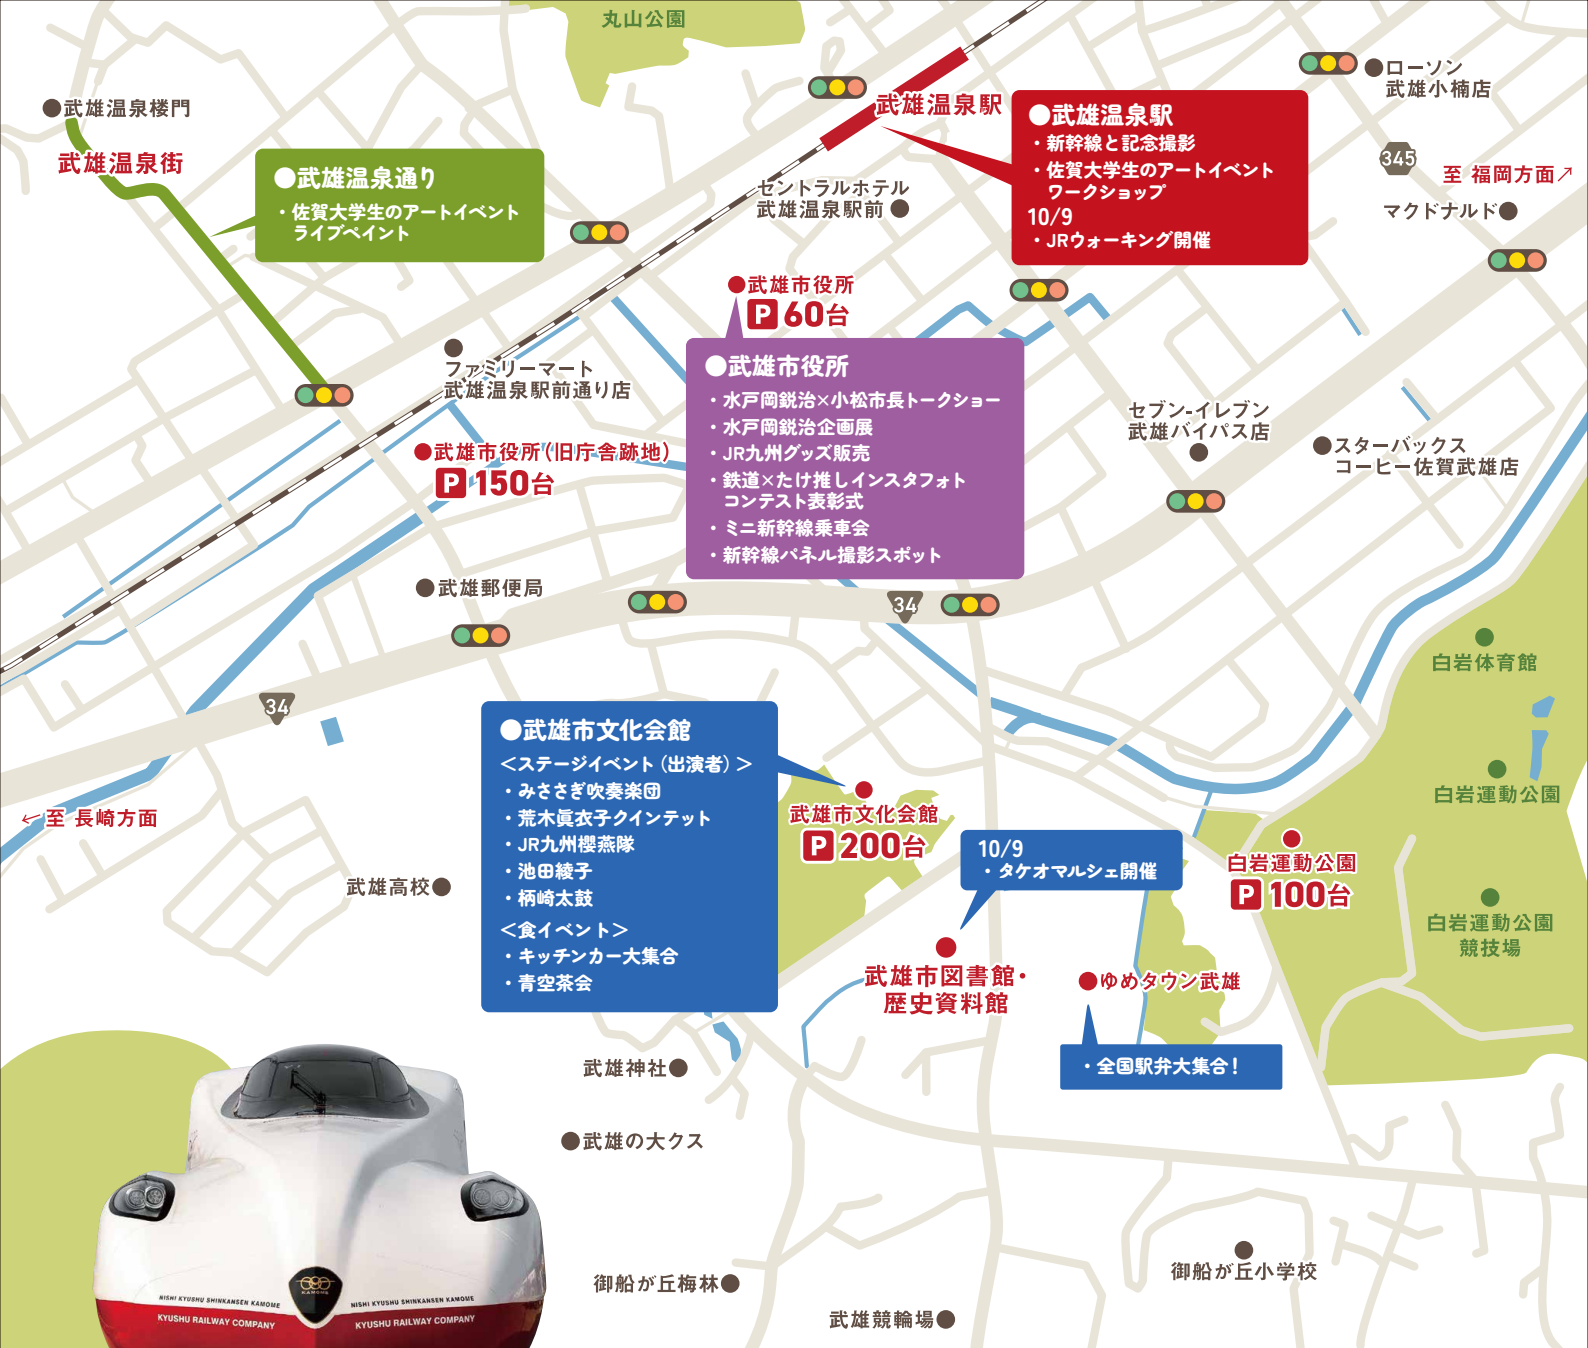 丸山公園
ローソン
武雄小楠店
●武雄温泉楼門
武雄温泉街
武雄温泉駅
●武雄温泉駅
・新幹線と記念撮影
・佐賀大学生のアートイベント
ワークショップ
10/9
・JRウォーキング開催
345
至 福岡方面↗
マクドナルド
●武雄温泉通り
・佐賀大学生のアートイベント
ライブペイント
セントラルホテル
武雄温泉駅前
武雄市役所
P 60台
ファミリーマート
武雄温泉駅前通り店
●武雄市役所
・水戸岡鋭治×小松市長トークショー
・水戸岡鋭治企画展
・JR九州グッズ販売
・鉄道×たけ推しインスタフォト
コンテスト表彰式
・ミニ新幹線乗車会
・新幹線パネル撮影スポット
セブン-イレブン
武雄バイパス店
スターバックス
コーヒー佐賀武雄店
武雄市役所(旧庁舎跡地)
P 150台
武雄郵便局
34
34
白岩体育館
白岩運動公園
白岩運動公園
競技場
←至 長崎方面
武雄高校
●武雄市文化会館
<ステージイベント(出演者)>
・みささぎ吹奏楽団
・荒木眞衣子クインテット
・JR九州櫻燕隊
・池田綾子
・柄崎太鼓
<食イベント>
・キッチンカー大集合
・青空茶会
武雄市文化会館
P 200台
10/9
・タケオマルシェ開催
白岩運動公園
P 100台
武雄市図書館・
歴史資料館
ゆめタウン武雄
・全国駅弁大集合!
武雄神社
武雄の大クス
御船が丘梅林
武雄競輪場
御船が丘小学校
KAMOME
NISHI KYUSHU SHINKANSEN KAMOME
NISHI KYUSHU SHINKANSEN KAMOME
KYUSHU RAILWAY COMPANY
KYUSHU RAILWAY COMPANY